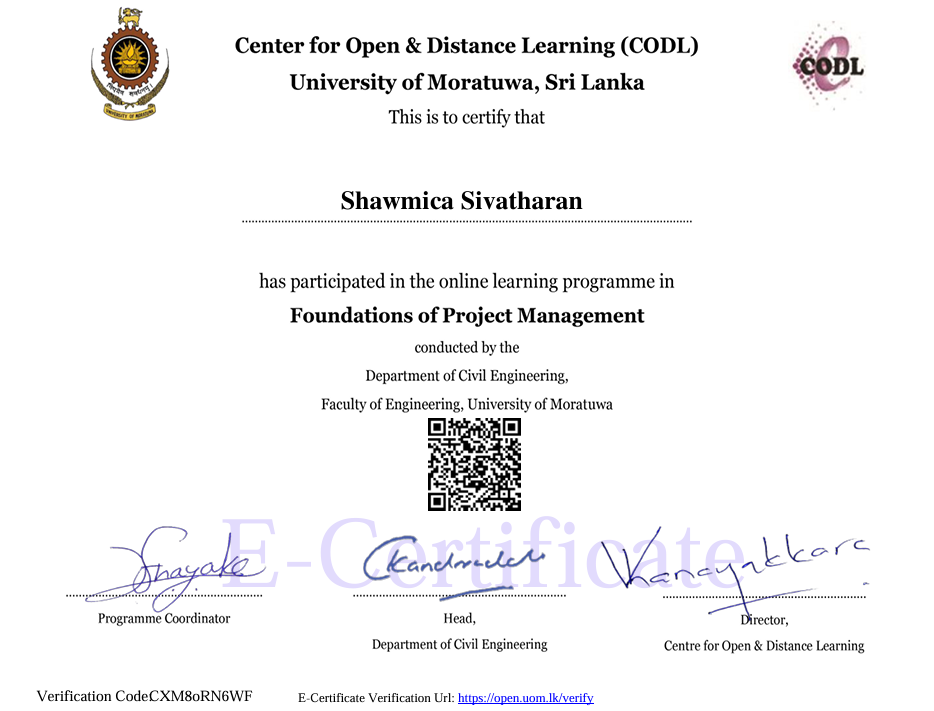 Center for Open & Distance Learning (CODL)
University of Moratuwa, Sri Lanka
This is to certify that
CODL
UNIVERSITY OF MORATUWA
Shawmica Sivatharan
has participated in the online learning programme in
Foundations of Project Management
conducted by the
Department of Civil Engineering,
Faculty of Engineering, University of Moratuwa
E-Certificate
Programme Coordinator
Head,
Department of Civil Engineering
Director,
Centre for Open & Distance Learning
Verification Code:CXM8oRN6WF
E-Certificate Verification Url: https://open.uom.lk/verify